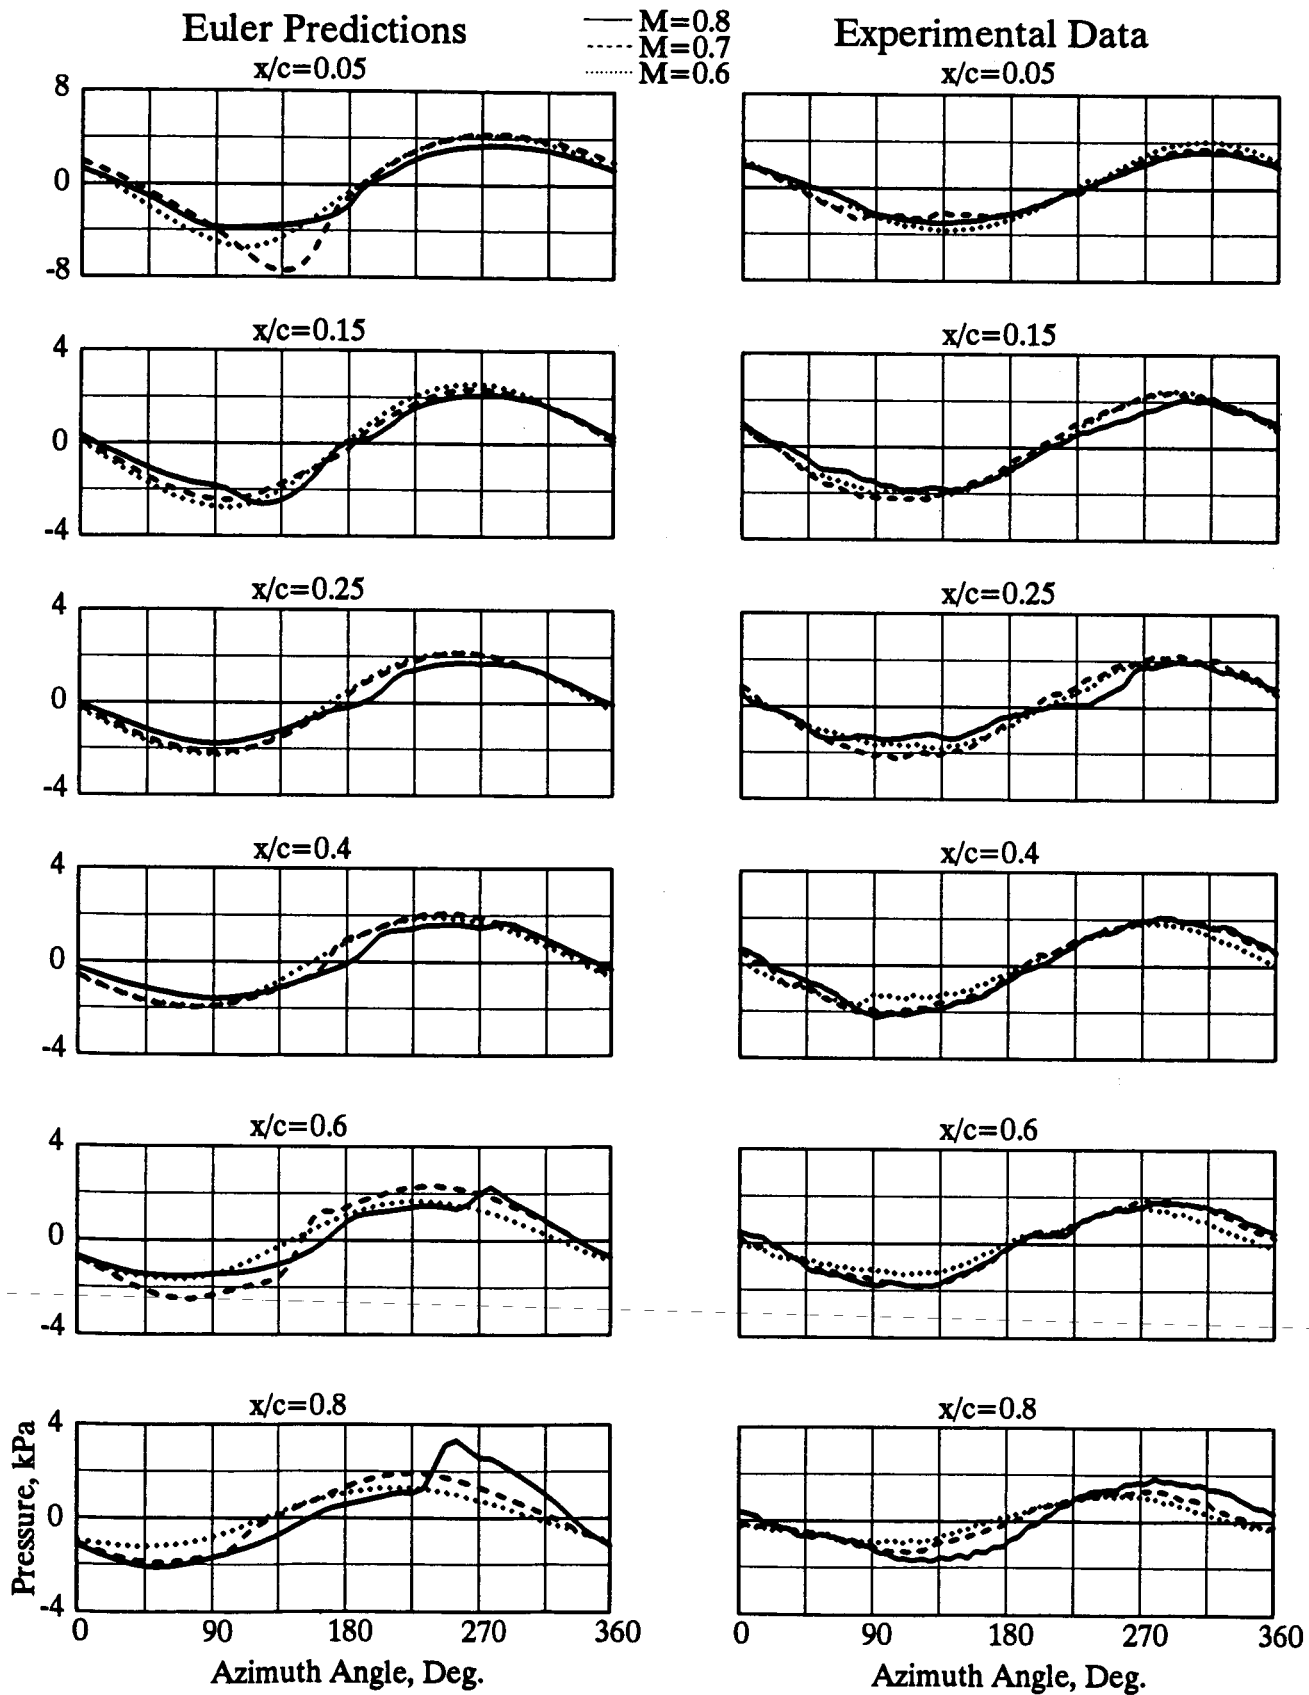 Euler Predictions
M=0.8
M=0.7
M=0.6
Experimental Data
x/c=0.05
x/c=0.05
8
0
-8
x/c=0.15
x/c=0.15
4
0
-4
x/c=0.25
x/c=0.25
4
0
-4
x/c=0.4
x/c=0.4
4
0
-4
x/c=0.6
x/c=0.6
4
0
-4
x/c=0.8
x/c=0.8
Pressure, kPa
4
0
-4
0 90 180 270 360
0 90 180 270 360
Azimuth Angle, Deg.
Azimuth Angle, Deg.